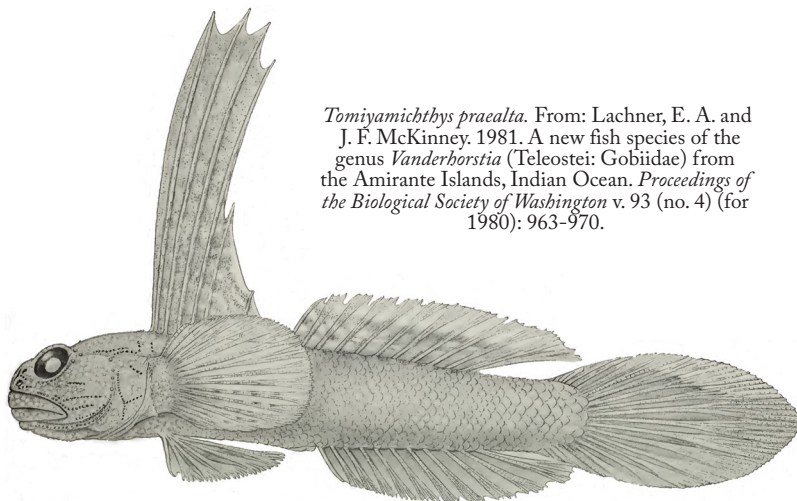 Tomiyamichthys praealta. From: Lachner, E. A. and
J. F. McKinney. 1981. A new fish species of the
genus Vanderhorstia (Teleostei: Gobiidae) from
the Amirante Islands, Indian Ocean. Proceedings of
the Biological Society of Washington v. 93 (no. 4) (for
1980): 963-970.